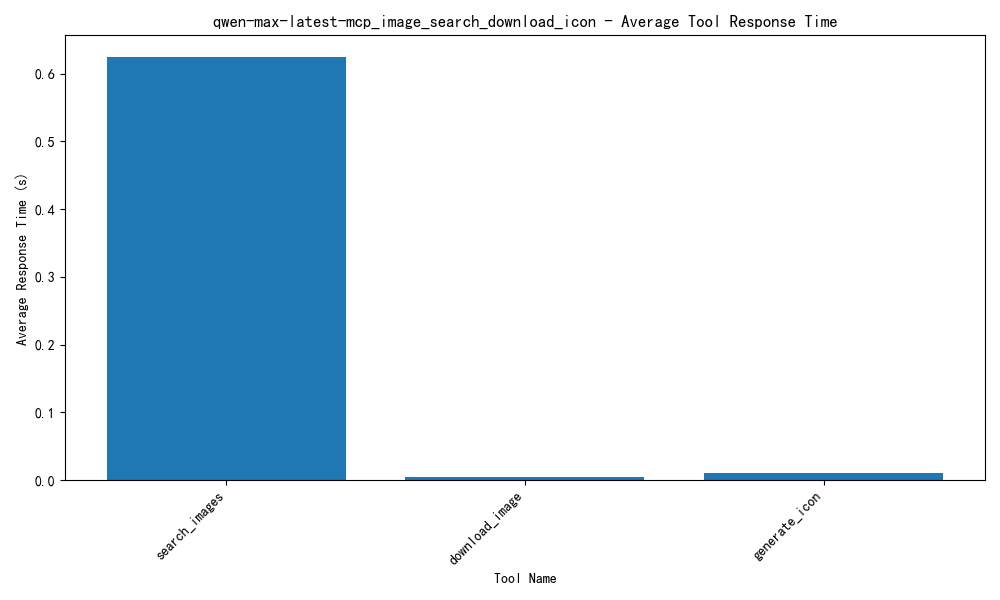 qwen-max-latest-mcp_image_search_download_icon - Average Tool Response Time
Average Response Time (s)
0.6
0.5
0.4
0.3
0.2
0.1
0.0
search_images
download_image
generate_icon
Tool Name